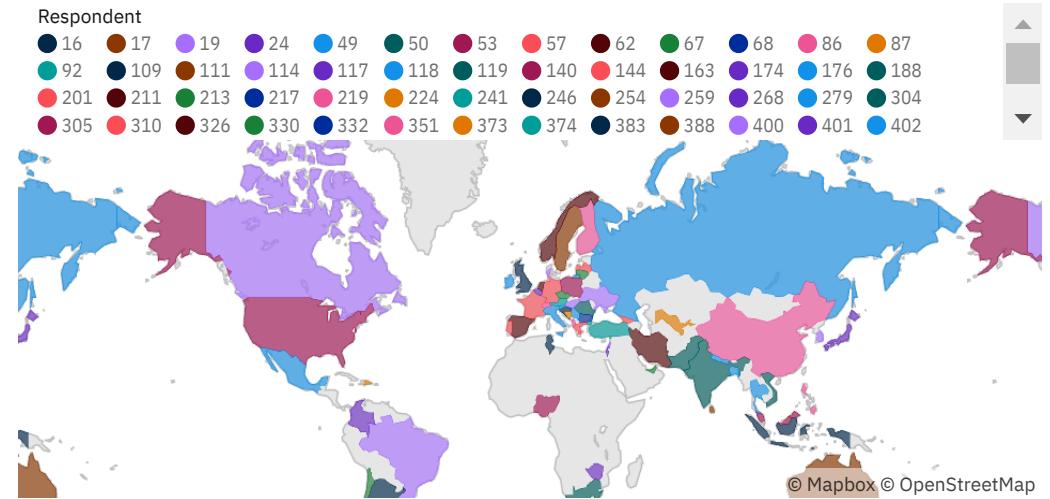 Respondent
16 17 19 24 49 50 53 57 62 67 68 86 87
92 109 111 114 117 118 119 140 144 163 174 176 188
201 211 213 217 219 224 241 246 254 259 268 279 304
305 310 326 330 332 351 373 374 383 388 400 401 402
© Mapbox © OpenStreetMap